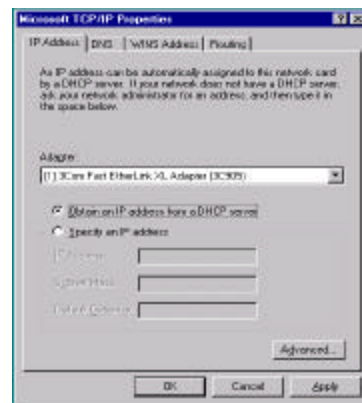 Microsoft TCP/IP Properties
IP Address DNS WINS Address Routing
An IP address can be automatically assigned to this network card
by a DHCP server. If your network does not have a DHCP server,
ask your network administrator for an address, and then type it in
the space below.
Adapter:
[1] 3Com Fast EtherLink XL Adapter (3C905)
Obtain an IP address from a DHCP server
Specify an IP address
IP Address:
Subnet Mask:
Default Gateway:
Advanced...
OK Cancel Apply